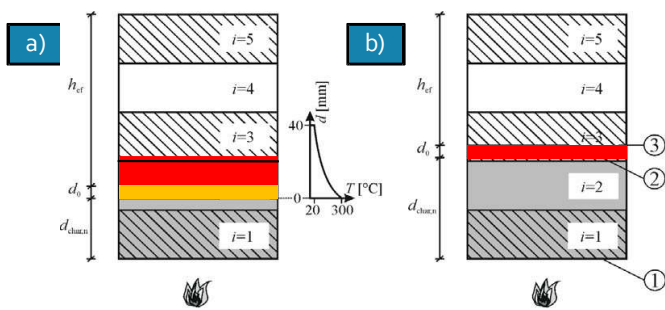 a)
i=5
i=4
i=3
i=1
h_ef
d_0
d_char,n
d [mm]
40
0
T [°C]
20
300
b)
i=5
i=4
i=3
i=2
i=1
h_ef
d_0
d_char,n
3
2
1